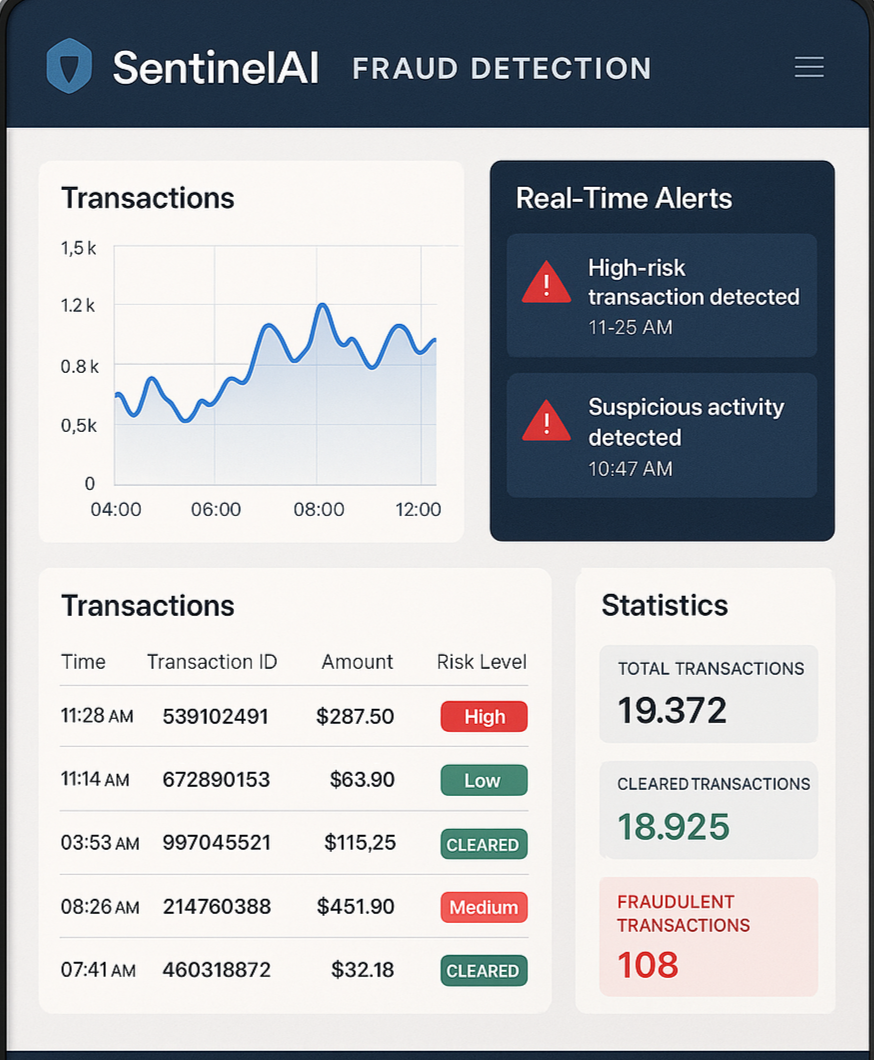 SentinelAI FRAUD DETECTION
Transactions
1,5 k
1.2 k
0.8 k
0,5k
0
04:00 06:00 08:00 12:00
Real-Time Alerts
High-risk
transaction detected
11-25 AM
Suspicious activity
detected
10:47 AM
Transactions
Time Transaction ID Amount Risk Level
11:28 AM 539102491 $287.50 High
11:14 AM 672890153 $63.90 Low
03:53 AM 997045521 $115,25 CLEARED
08:26 AM 214760388 $451.90 Medium
07:41 AM 460318872 $32.18 CLEARED
Statistics
TOTAL TRANSACTIONS
19.372
CLEARED TRANSACTIONS
18.925
FRAUDULENT
TRANSACTIONS
108